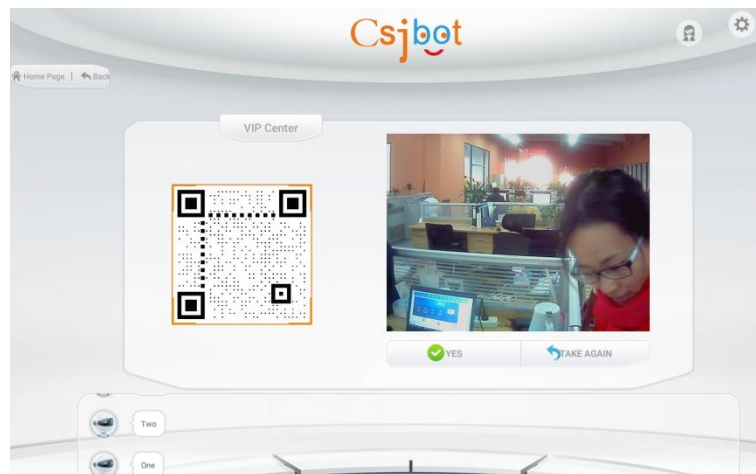 Csjbot
Home Page | Back
VIP Center
YES
TAKE AGAIN
Two
One